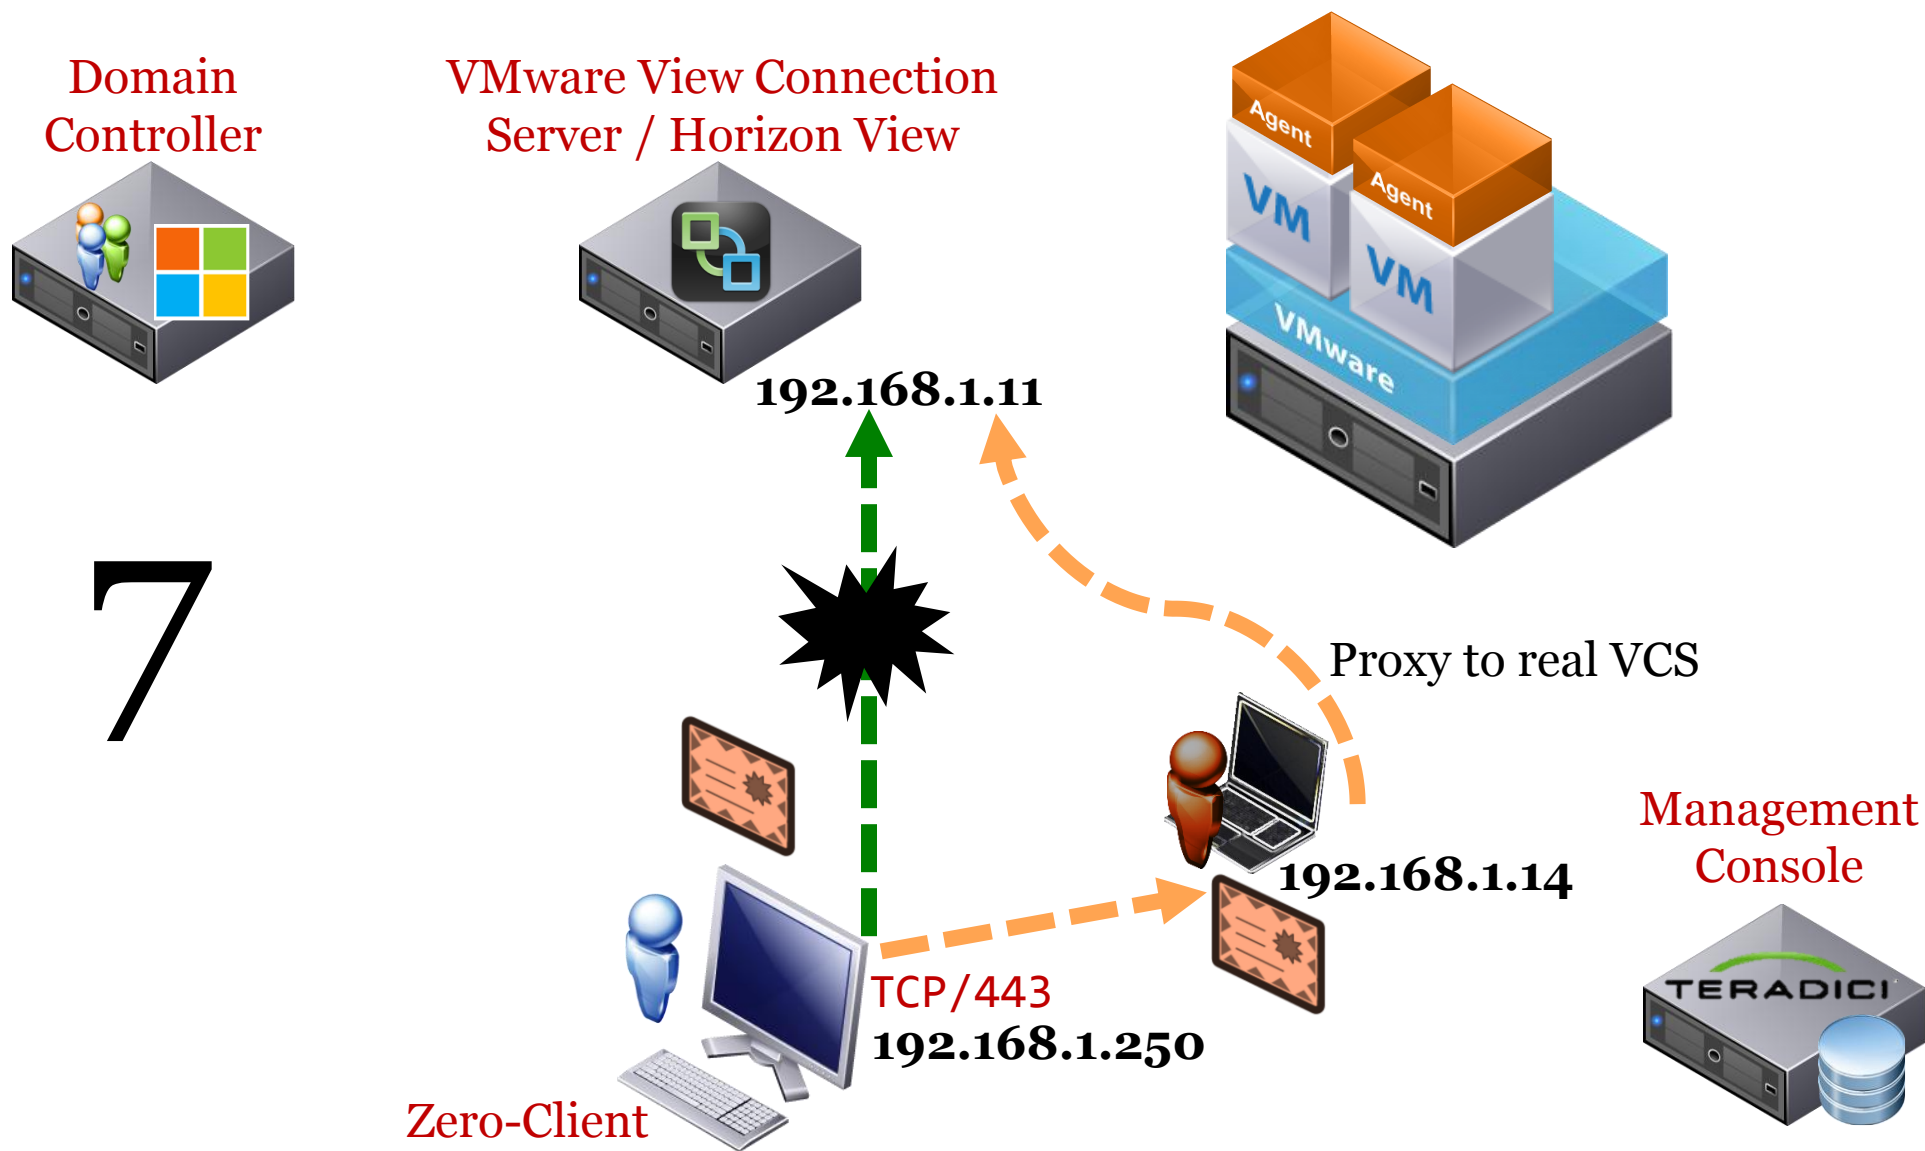 Domain
Controller
VMware View Connection
Server / Horizon View
Agent
Agent
VM
VM
VMware
192.168.1.11
7
Proxy to real VCS
Management
Console
192.168.1.14
TERADICI
TCP/443
192.168.1.250
Zero-Client